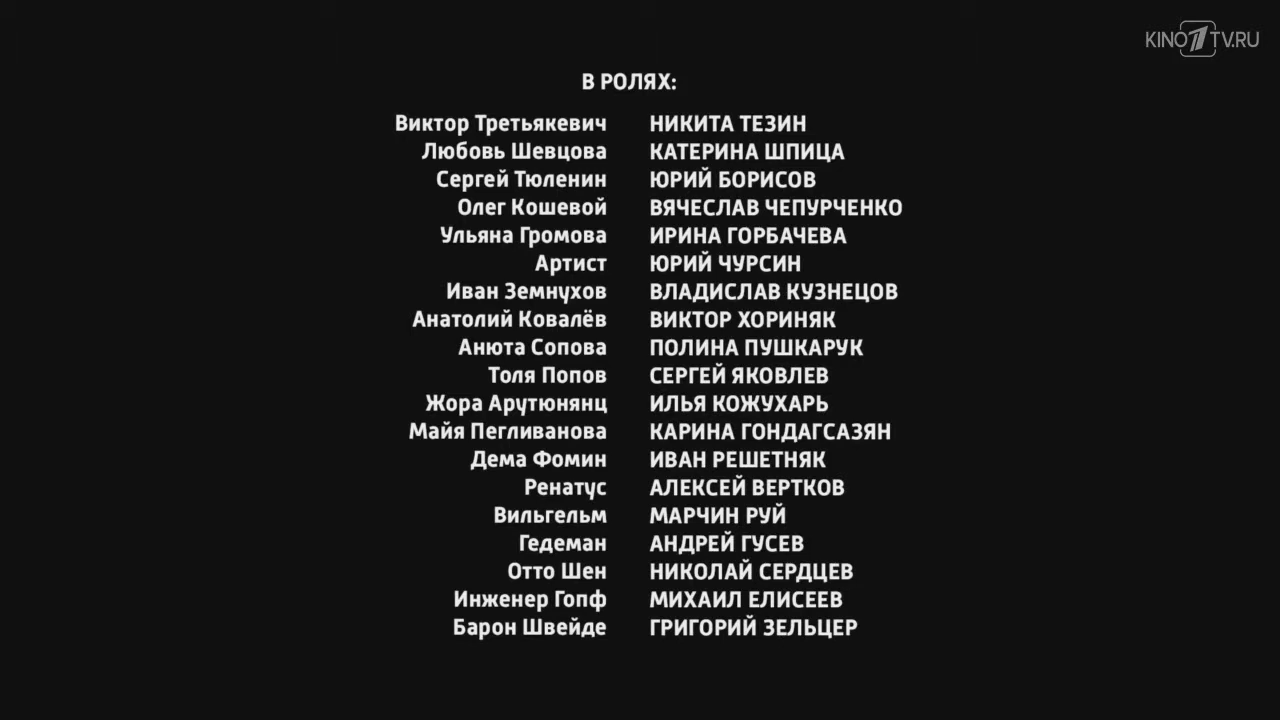 KINO1TV.RU
В РОЛЯХ:
Виктор Третьякевич НИКИТА ТЕЗИН
Любовь Шевцова КАТЕРИНА ШПИЦА
Сергей Тюленин ЮРИЙ БОРИСОВ
Олег Кошевой ВЯЧЕСЛАВ ЧЕПУРЧЕНКО
Ульяна Громова ИРИНА ГОРБАЧЕВА
Артист ЮРИЙ ЧУРСИН
Иван Земнухов ВЛАДИСЛАВ КУЗНЕЦОВ
Анатолий Ковалёв ВИКТОР ХОРИНЯК
Анюта Сопова ПОЛИНА ПУШКАРУК
Толя Попов СЕРГЕЙ ЯКОВЛЕВ
Жора Арутюнянц ИЛЬЯ КОЖУХАРЬ
Майя Пегливанова КАРИНА ГОНДАГСАЗЯН
Дема Фомин ИВАН РЕШЕТНЯК
Ренатус АЛЕКСЕЙ ВЕРТКОВ
Вильгельм МАРЧИН РУЙ
Гедеман АНДРЕЙ ГУСЕВ
Отто Шен НИКОЛАЙ СЕРДЦЕВ
Инженер Гопф МИХАИЛ ЕЛИСЕЕВ
Барон Швейде ГРИГОРИЙ ЗЕЛЬЦЕР